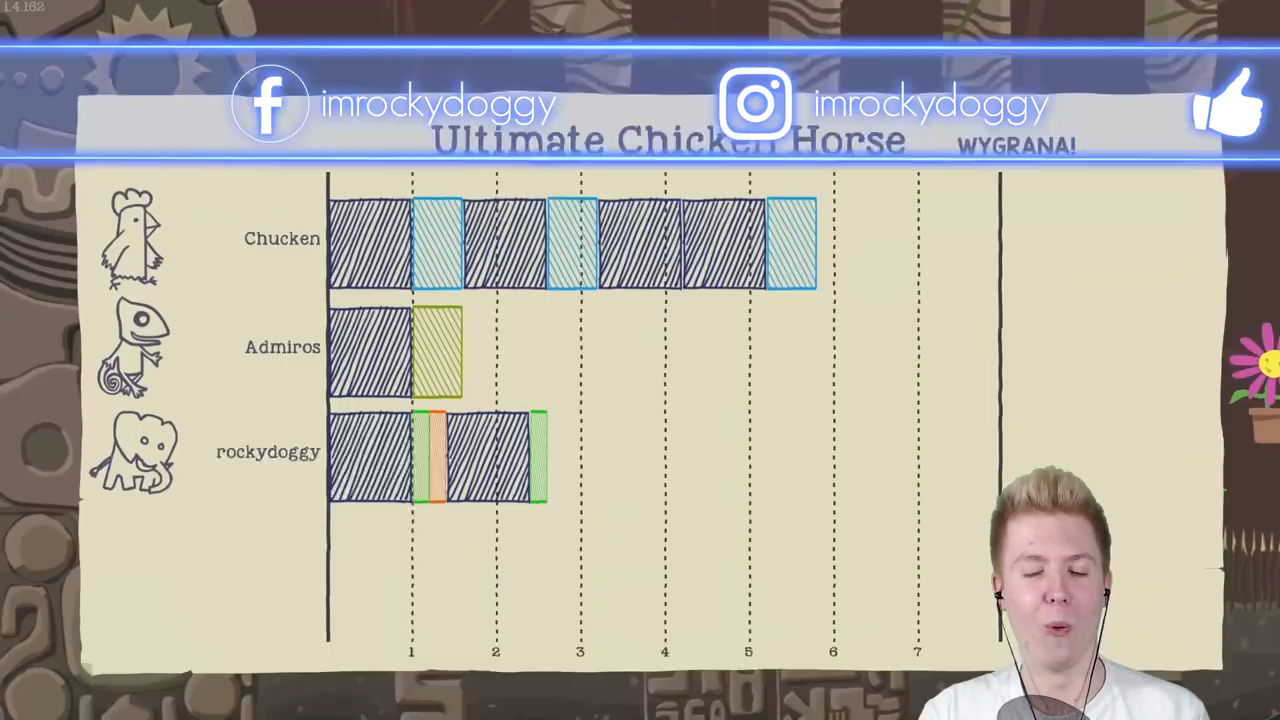 1.4.162
imrockydoggy imrockydoggy
Ultimate Chicken Horse WYGRANA!
Chucken
Admiros
rockydoggy
1 2 3 4 5 6 7